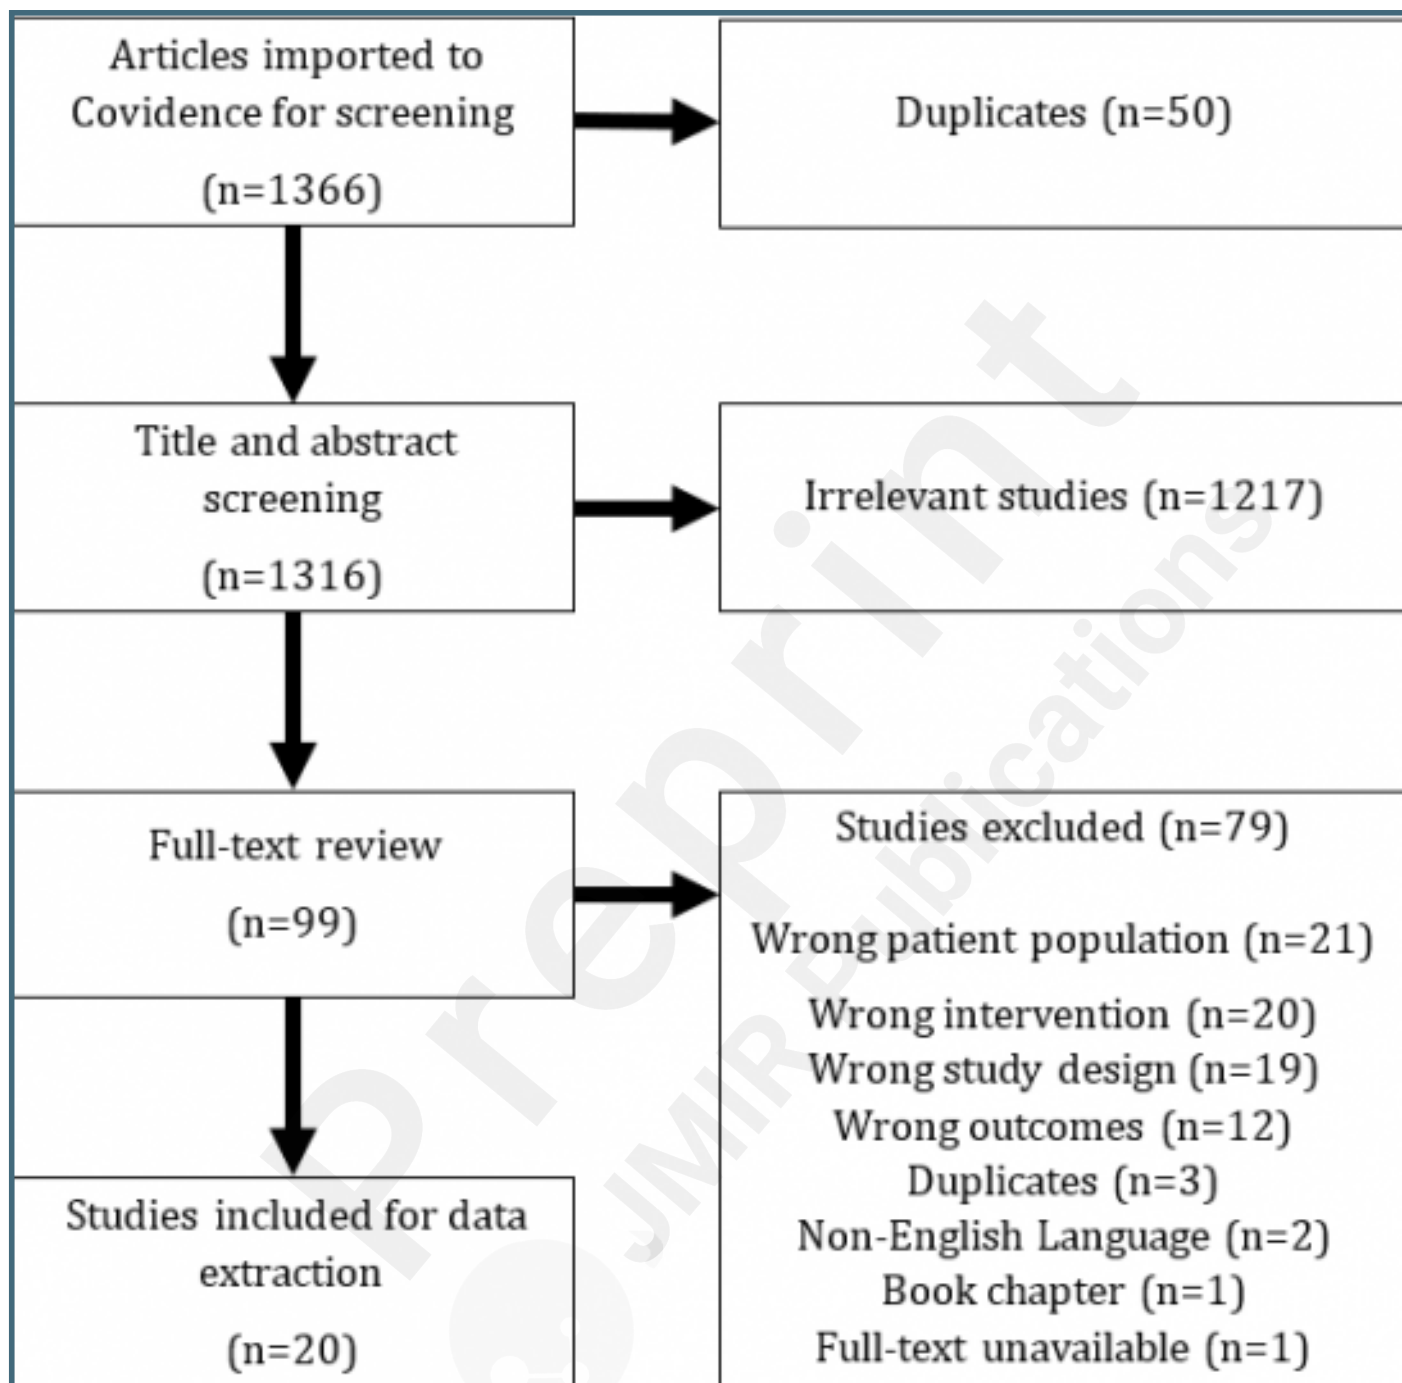 Articles imported to
Covidence for screening
(n=1366)
Duplicates (n=50)
Title and abstract
screening
(n=1316)
Irrelevant studies (n=1217)
Full-text review
(n=99)
Studies excluded (n=79)
Wrong patient population (n=21)
Wrong intervention (n=20)
Wrong study design (n=19)
Wrong outcomes (n=12)
Duplicates (n=3)
Non-English Language (n=2)
Book chapter (n=1)
Full-text unavailable (n=1)
Studies included for data
extraction
(n=20)
Preprint
JMIR Publications